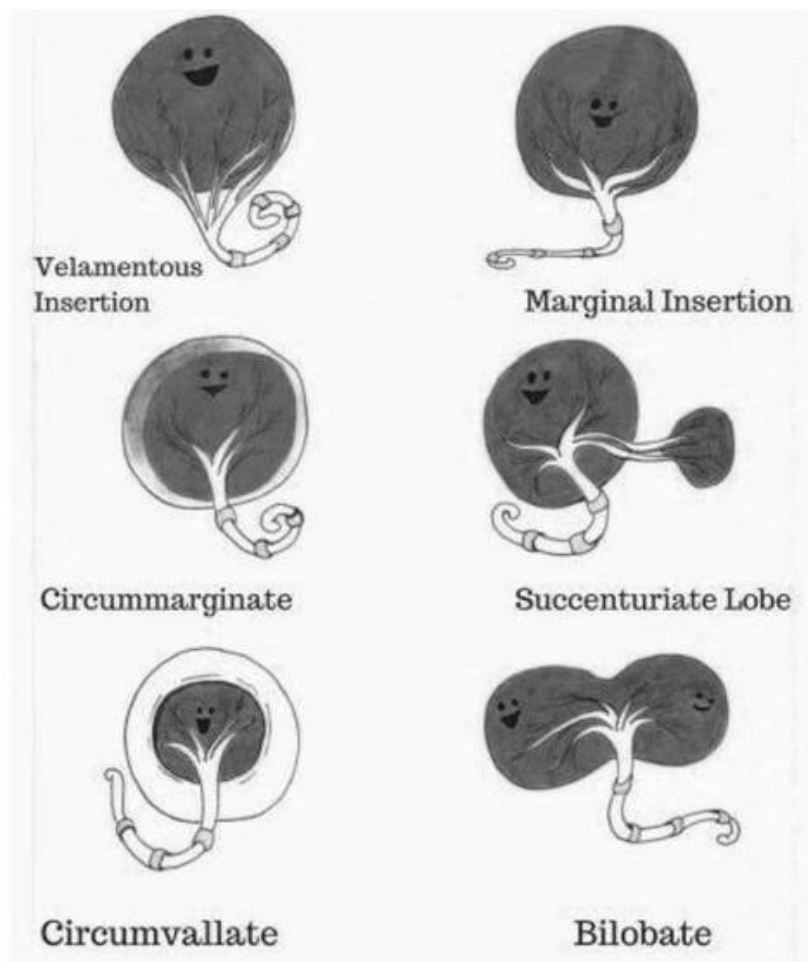 Velamentous
Insertion
Marginal Insertion
Circummarginate
Succenturiate Lobe
Circumvallate
Bilobate